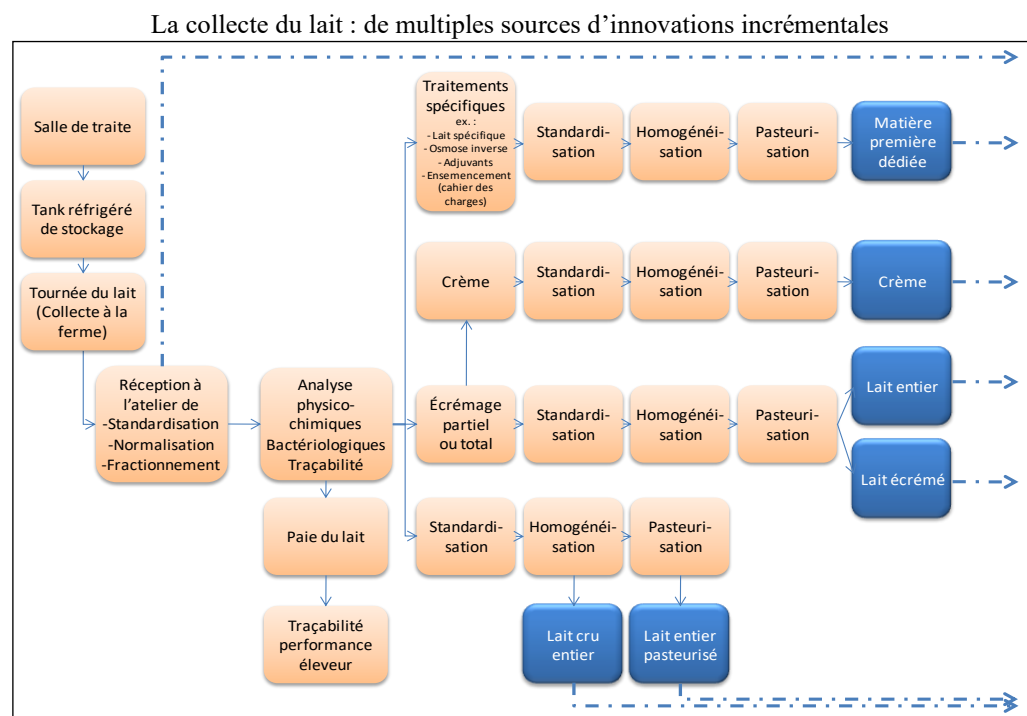 La collecte du lait : de multiples sources d’innovations incrémentales
Salle de traite
Tank réfrigéré
de stockage
Tournée du lait
(Collecte à la
ferme)
Réception à
l’atelier de
-Standardisation
-Normalisation
-Fractionnement
Analyse
physico-
chimiques
Bactériologiques
Traçabilité
Paie du lait
Traçabilité
performance
éleveur
Traitements
spécifiques
ex. :
- Lait spécifique
- Osmose inverse
- Adjuvants
- Ensemencement
(cahier des
charges)
Standardi-
sation
Homogénéi-
sation
Pasteuri-
sation
Matière
première
dédiée
Crème
Standardi-
sation
Homogénéi-
sation
Pasteuri-
sation
Crème
Écrémage
partiel
ou total
Standardi-
sation
Homogénéi-
sation
Pasteuri-
sation
Lait entier
Lait écrémé
Standardi-
sation
Homogénéi-
sation
Pasteuri-
sation
Lait cru
entier
Lait entier
pasteurisé